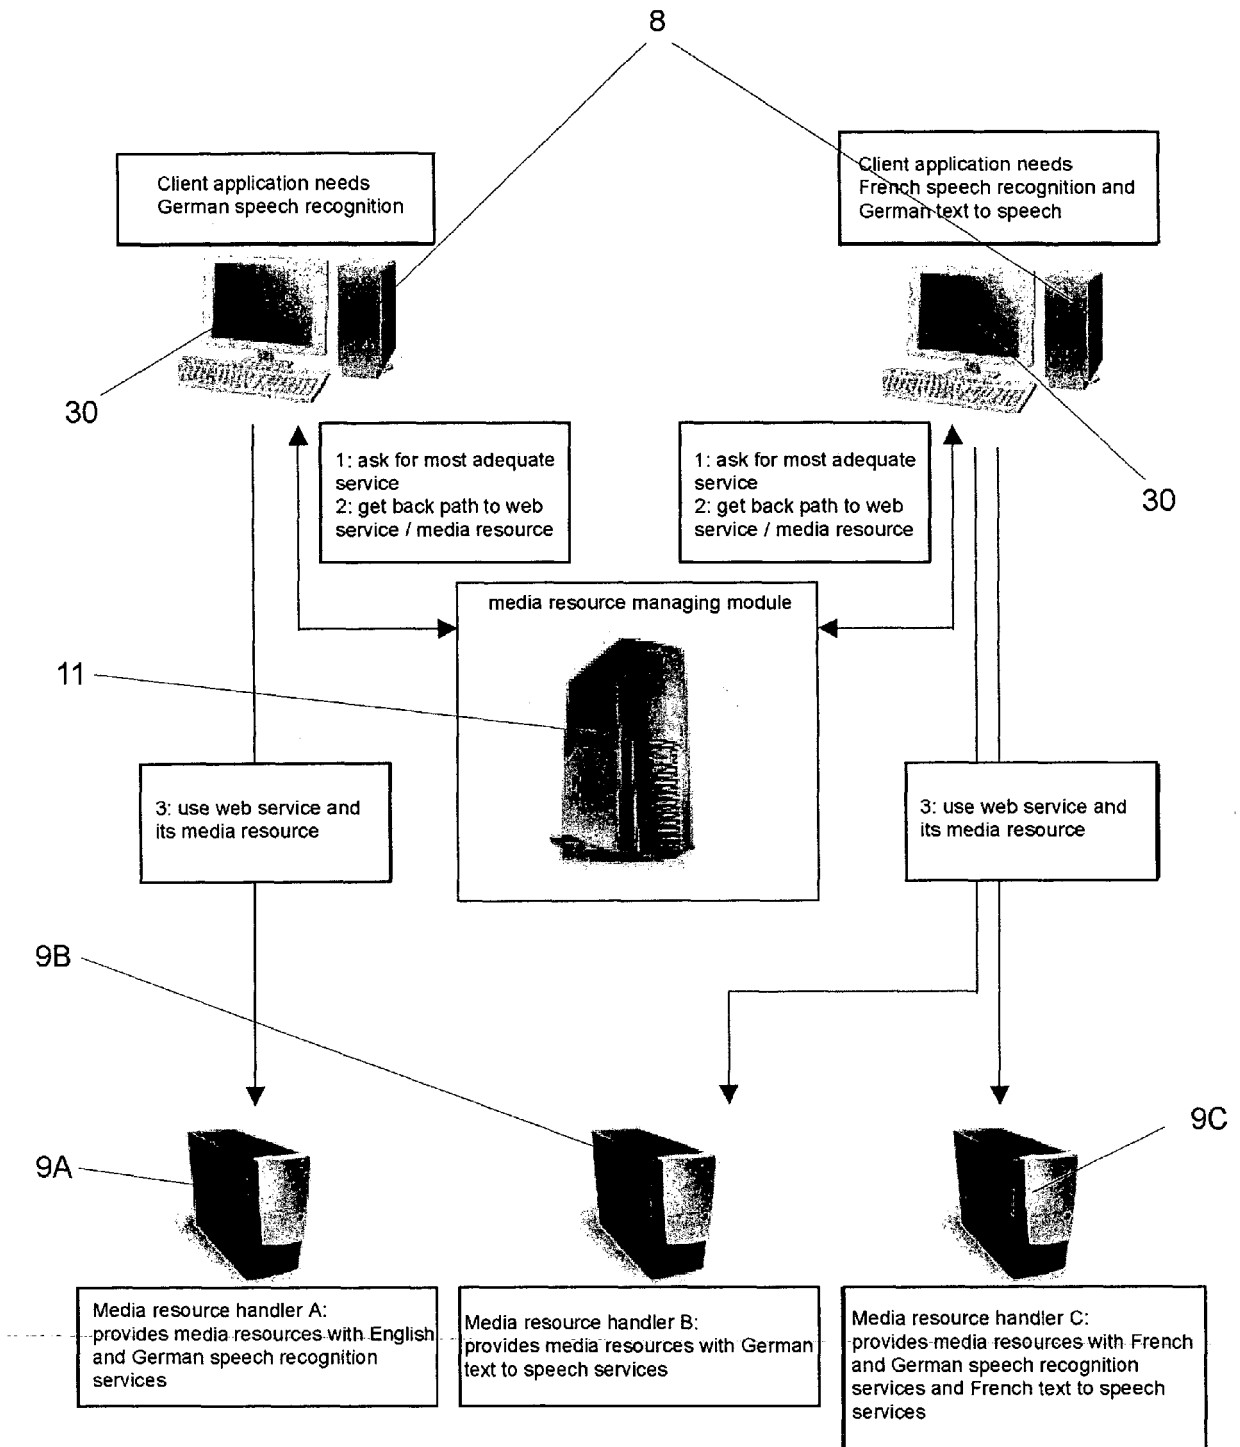 8
Client application needs
German speech recognition
Client application needs
French speech recognition and
German text to speech
30
30
1: ask for most adequate
service
2: get back path to web
service / media resource
1: ask for most adequate
service
2: get back path to web
service / media resource
media resource managing module
11
3: use web service and
its media resource
3: use web service and
its media resource
9B
9A
9C
Media resource handler A:
provides media resources with English
and German speech recognition
services
Media resource handler B:
provides media resources with German
text to speech services
Media resource handler C:
provides media resources with French
and German speech recognition
services and French text to speech
services